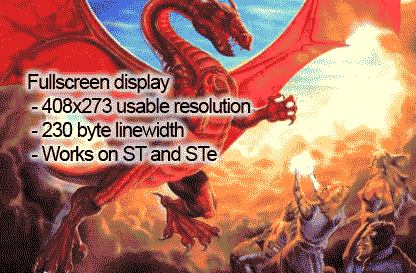 Fullscreen display
- 408x273 usable resolution
- 230 byte linewidth
- Works on ST and STe